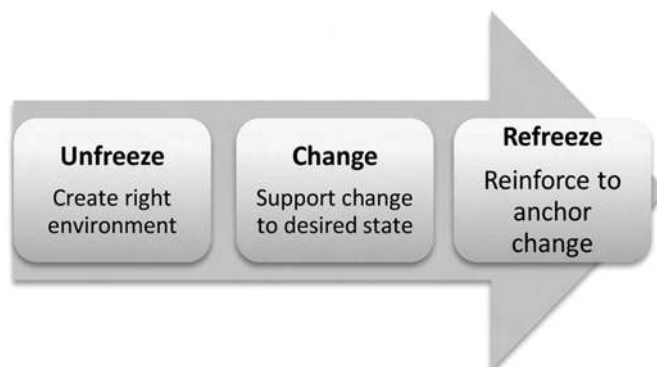 Unfreeze
Create right
environment
Change
Support change
to desired state
Refreeze
Reinforce to
anchor
change